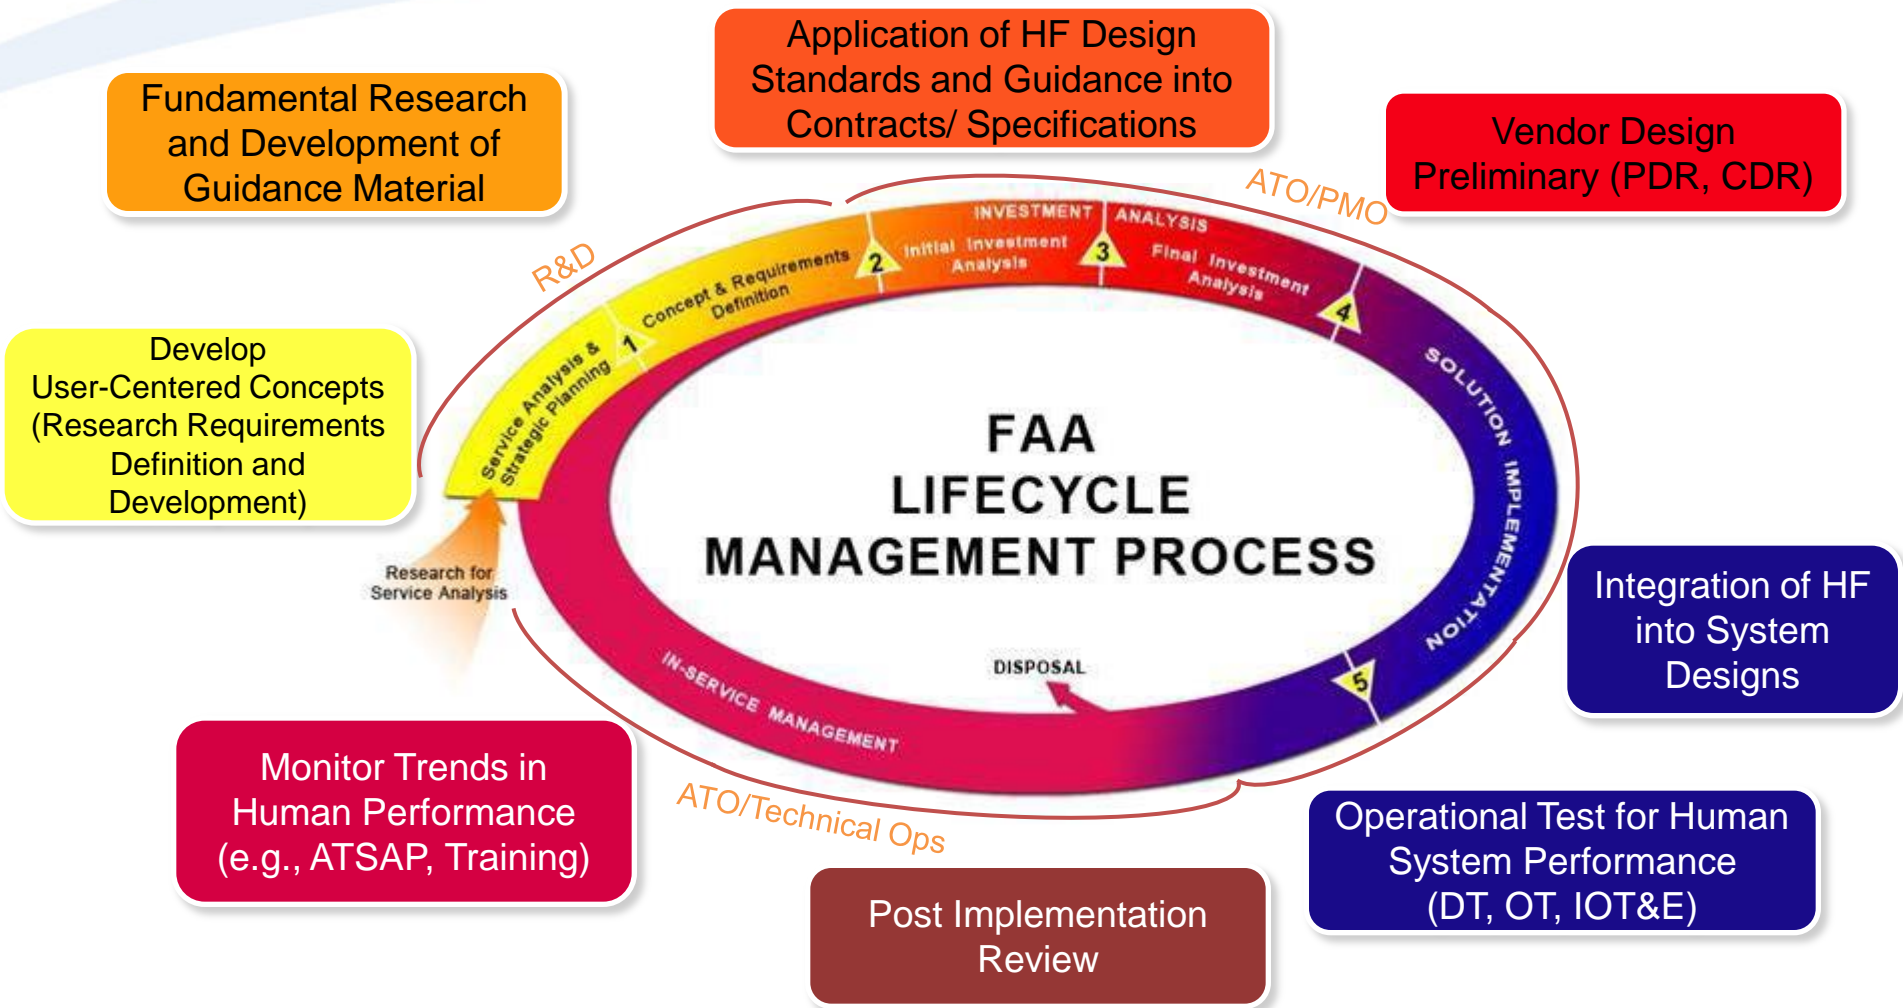 Application of HF Design
Standards and Guidance into
Contracts/ Specifications
Fundamental Research
and Development of
Guidance Material
Vendor Design
Preliminary (PDR, CDR)
ATO/PMO
R&D
INVESTMENT ANALYSIS
Initial Investment
Analysis
Final Investment
Analysis
Concept & Requirements
Definition
Service Analysis &
Strategic Planning
1
2
3
4
5
SOLUTION IMPLEMENTATION
Develop
User-Centered Concepts
(Research Requirements
Definition and
Development)
FAA
LIFECYCLE
MANAGEMENT PROCESS
Research for
Service Analysis
Integration of HF
into System
Designs
DISPOSAL
IN-SERVICE MANAGEMENT
Monitor Trends in
Human Performance
(e.g., ATSAP, Training)
ATO/Technical Ops
Operational Test for Human
System Performance
(DT, OT, IOT&E)
Post Implementation
Review